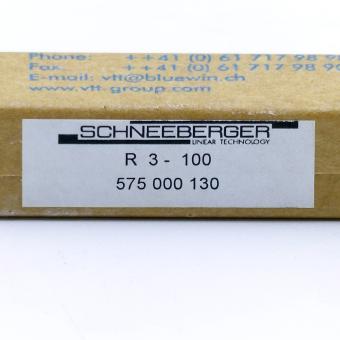 Phone: ++41 (0) 61 717 98 98
Fax: ++41 (0) 61 717 98
E-mail: vtt@bluewin.ch
www.vtt-group.com
SCHNEEBERGER
LINEAR TECHNOLOGY
R 3 - 100
575 000 130